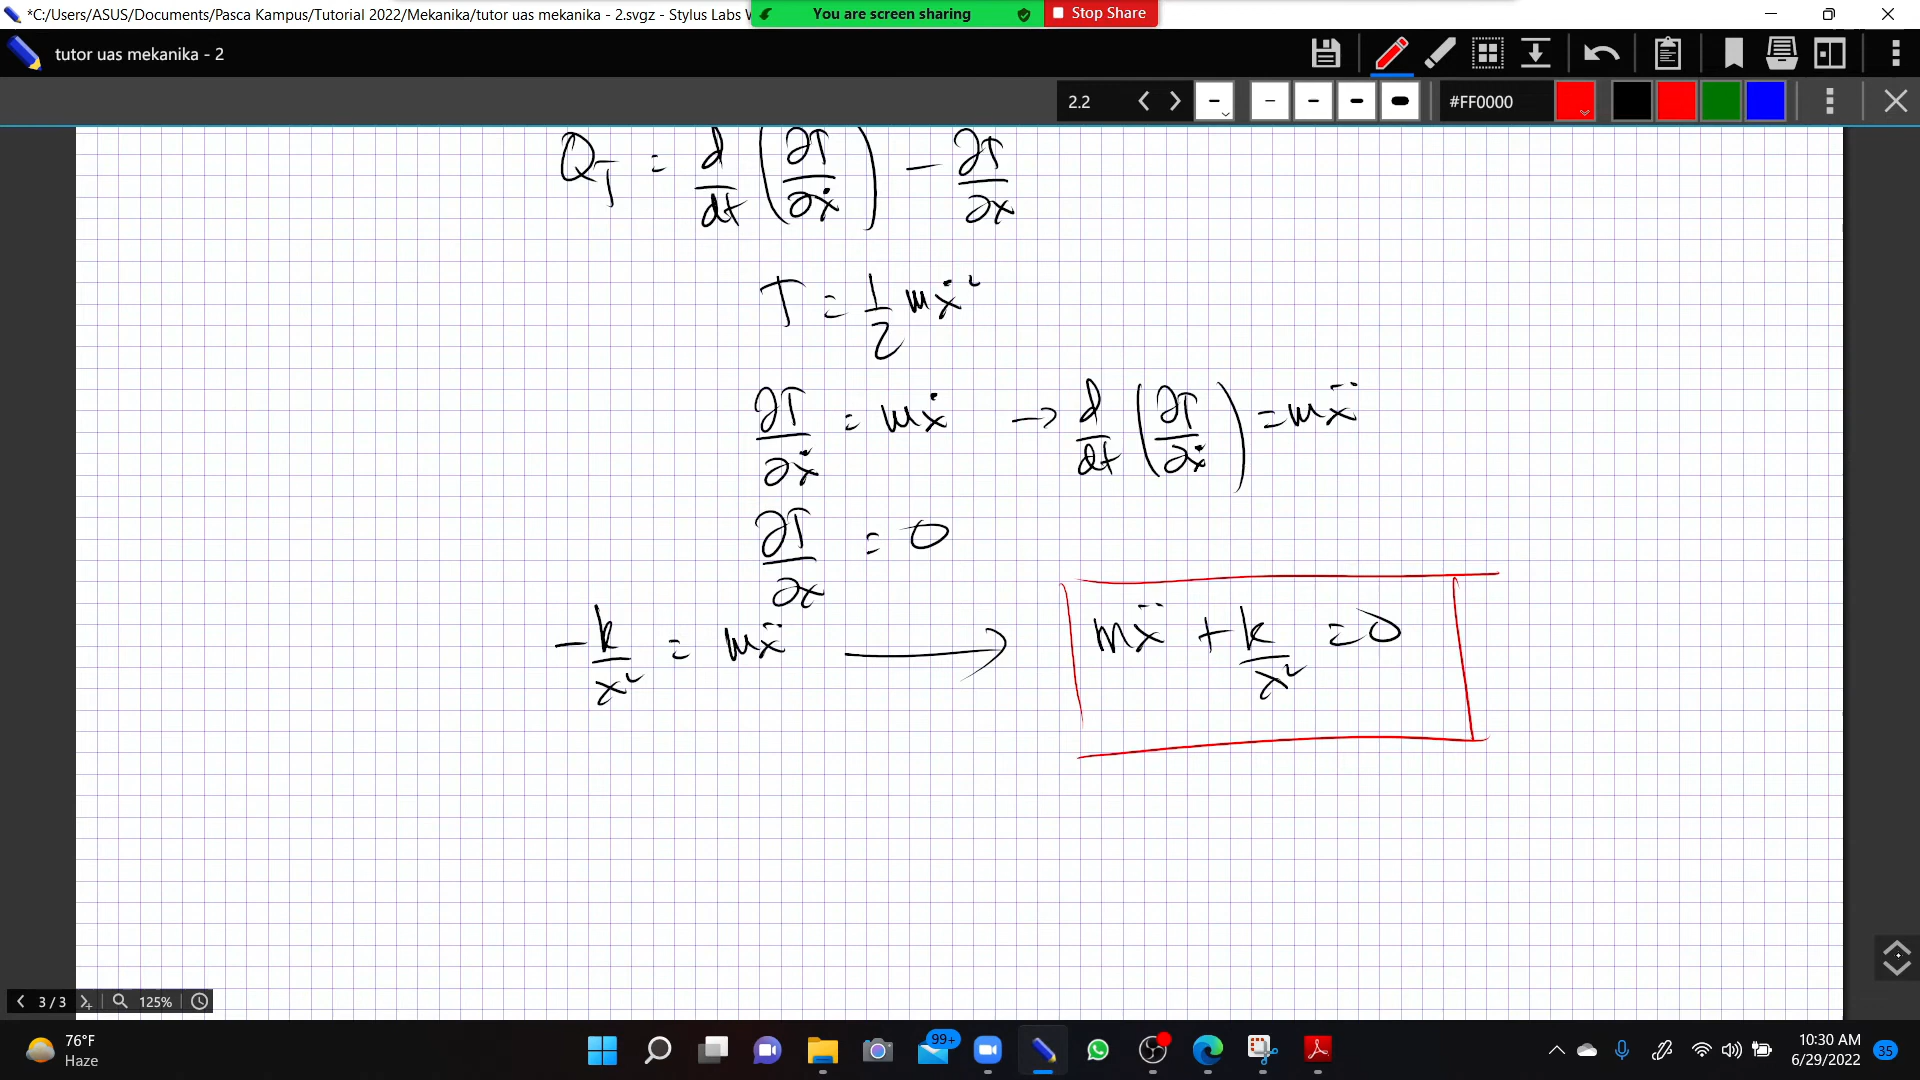 *C:/Users/ASUS/Documents/Pasca Kampus/Tutorial 2022/Mekanika/tutor uas mekanika - 2.svgz - Stylus Labs W
You are screen sharing
Stop Share
tutor uas mekanika - 2
2.2
#FF0000
Q_T = d/dt (∂T/∂ẋ) - ∂T/∂x
T = 1/2 mẋ²
∂T/∂ẋ = mẋ → d/dt (∂T/∂ẋ) = mẍ
∂T/∂x = 0
-k/x² = mẍ → mẍ + k/x² = 0
3 / 3 125%
76°F
Haze
99+
10:30 AM
6/29/2022
35